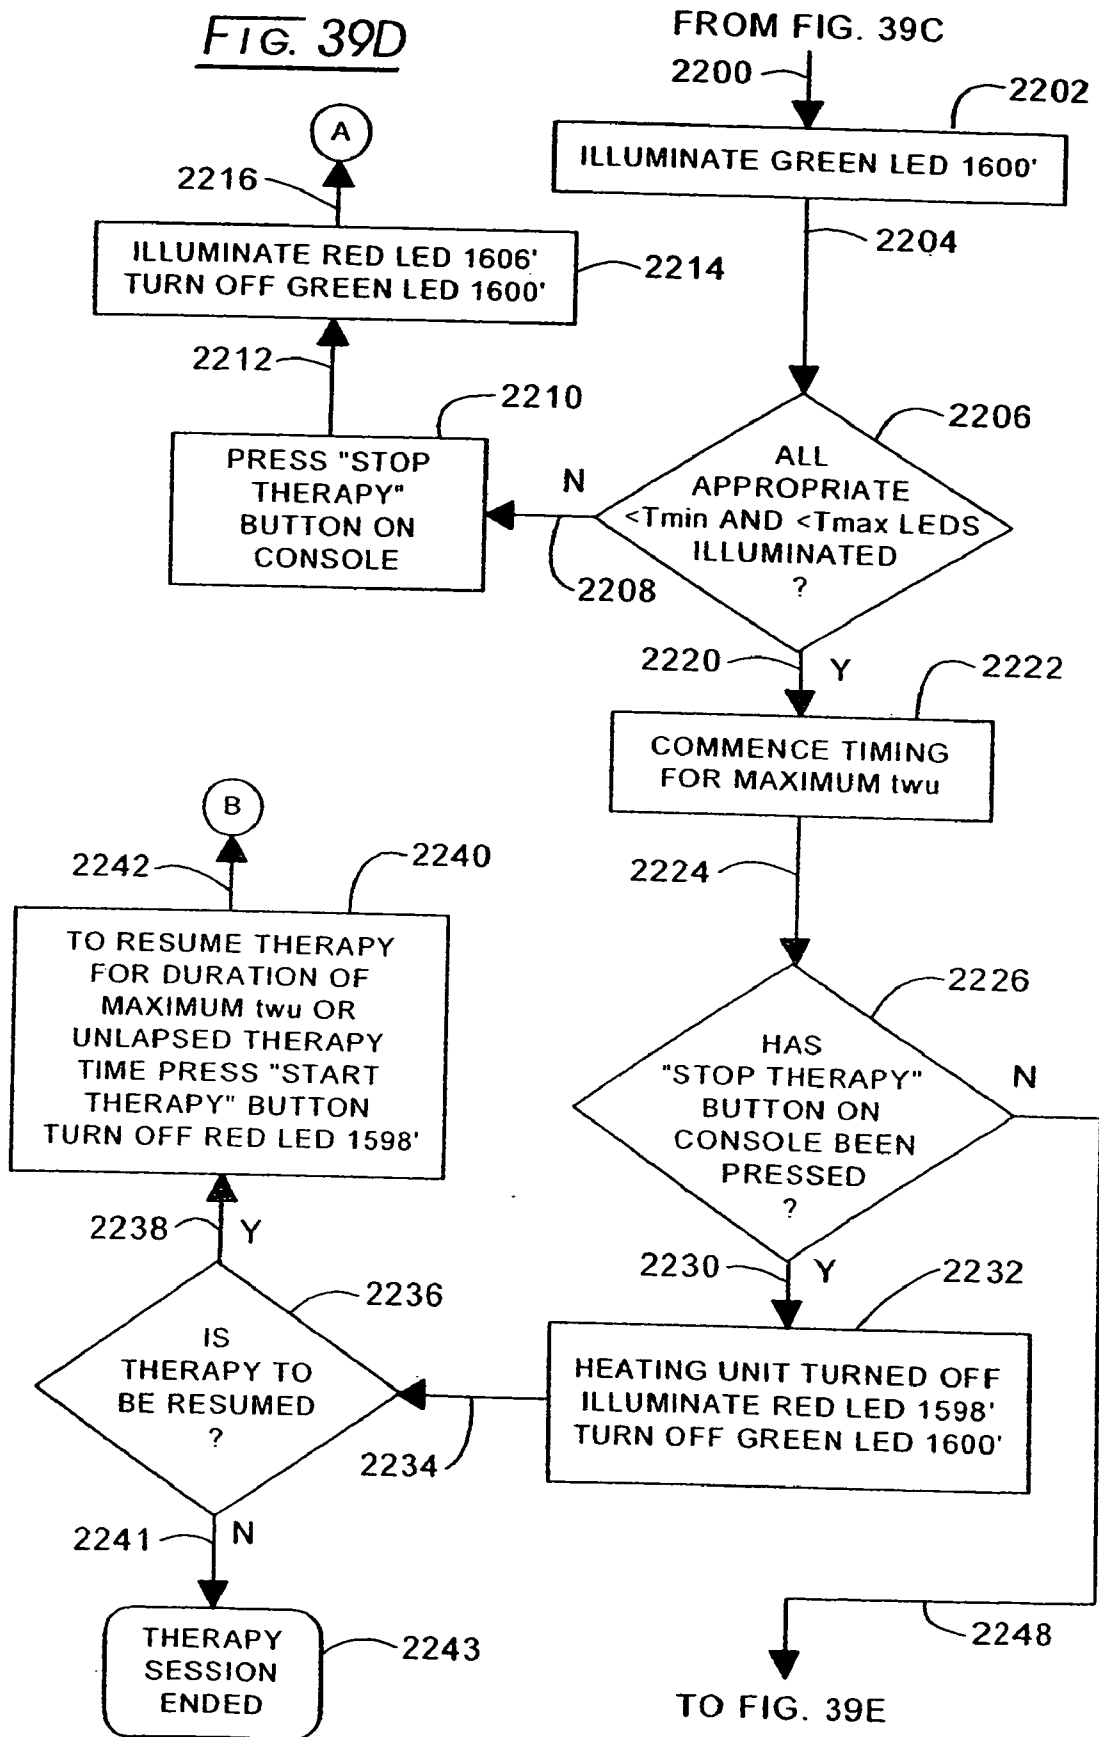 FIG. 39D
FROM FIG. 39C
2200
2202
ILLUMINATE GREEN LED 1600'
2204
A
2216
ILLUMINATE RED LED 1606'
TURN OFF GREEN LED 1600'
2214
2212
2210
PRESS "STOP
THERAPY"
BUTTON ON
CONSOLE
N
2208
2206
ALL
APPROPRIATE
<Tmin AND <Tmax LEDS
ILLUMINATED
?
2220
Y
2222
COMMENCE TIMING
FOR MAXIMUM twu
2224
2226
HAS
"STOP THERAPY"
BUTTON ON
CONSOLE BEEN
PRESSED
?
N
2230
Y
2232
HEATING UNIT TURNED OFF
ILLUMINATE RED LED 1598'
TURN OFF GREEN LED 1600'
2234
B
2242
2240
TO RESUME THERAPY
FOR DURATION OF
MAXIMUM twu OR
UNLAPSED THERAPY
TIME PRESS "START
THERAPY" BUTTON
TURN OFF RED LED 1598'
2238
Y
2236
IS
THERAPY TO
BE RESUMED
?
2241
N
THERAPY
SESSION
ENDED
2243
2248
TO FIG. 39E